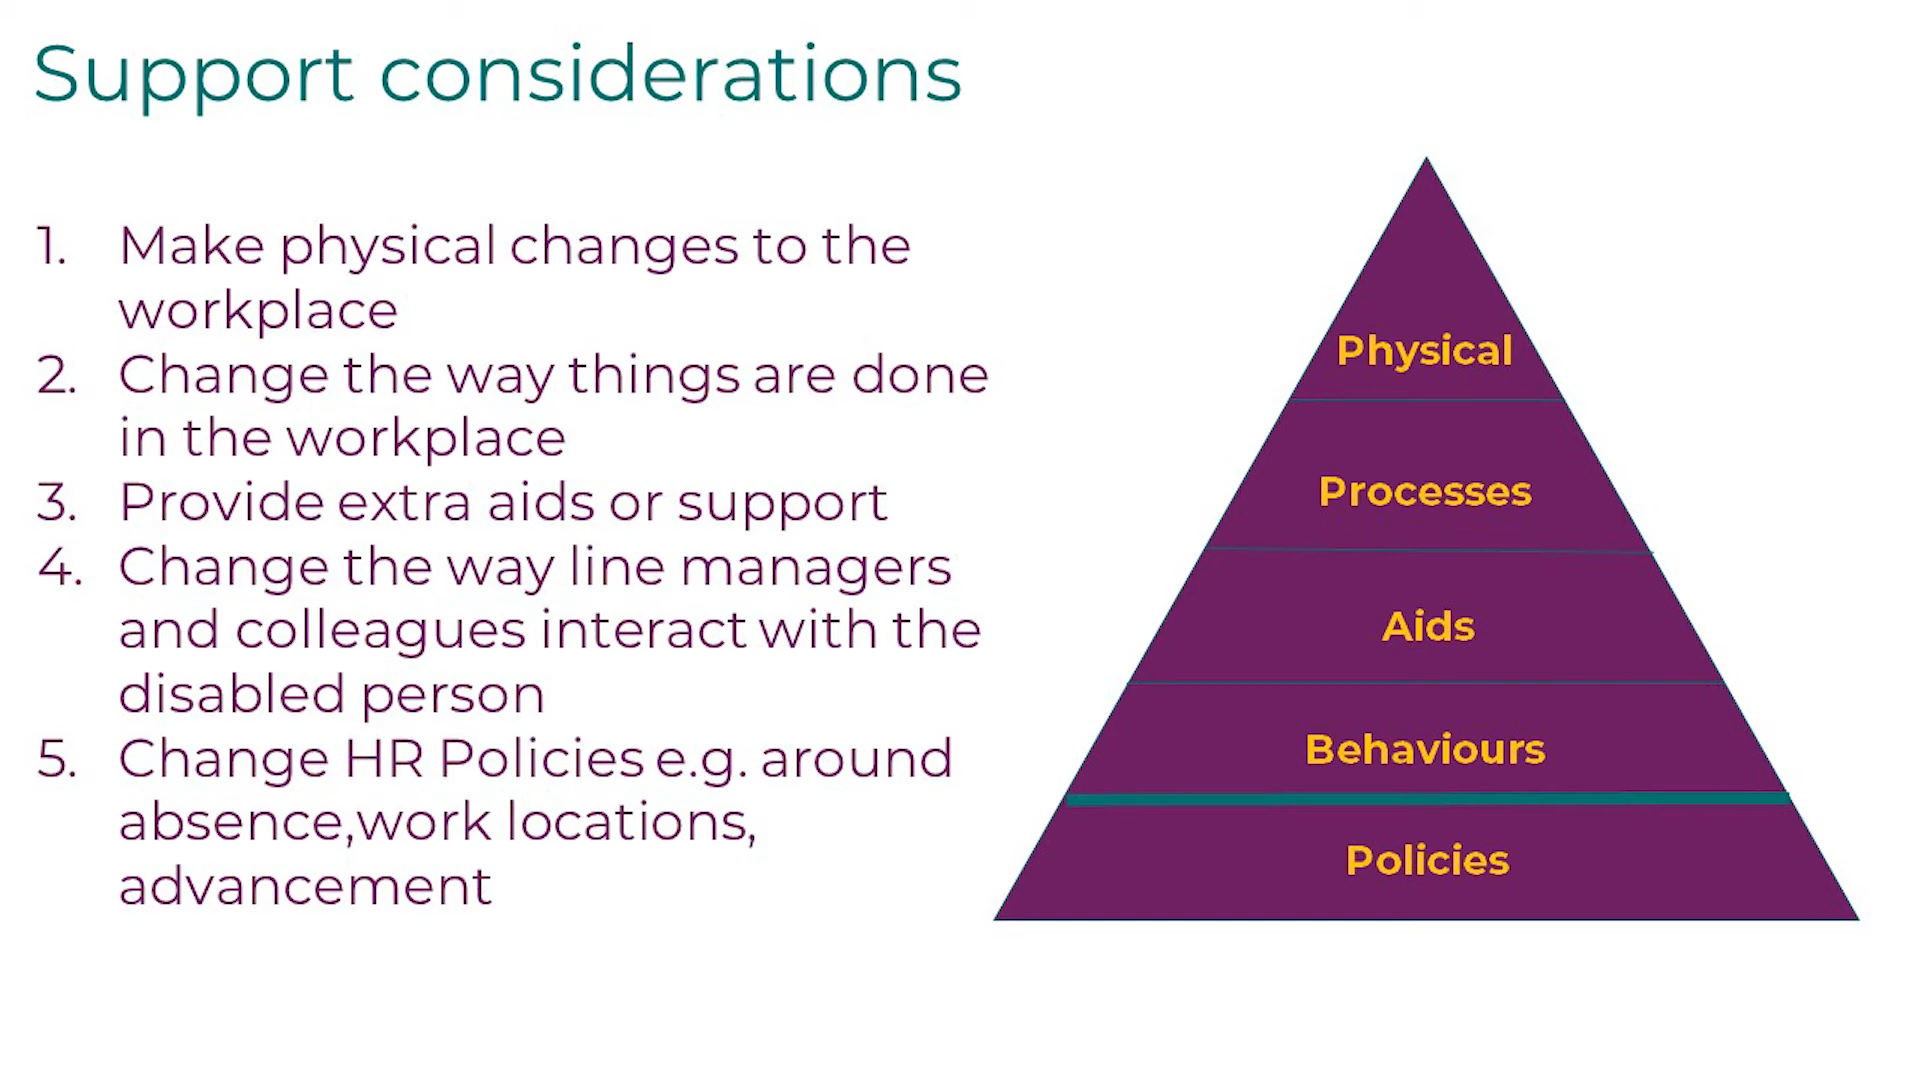 Support considerations
1. Make physical changes to the
workplace
2. Change the way things are done
in the workplace
3. Provide extra aids or support
4. Change the way line managers
and colleagues interact with the
disabled person
5. Change HR Policies e.g. around
absence,work locations,
advancement
Physical
Processes
Aids
Behaviours
Policies